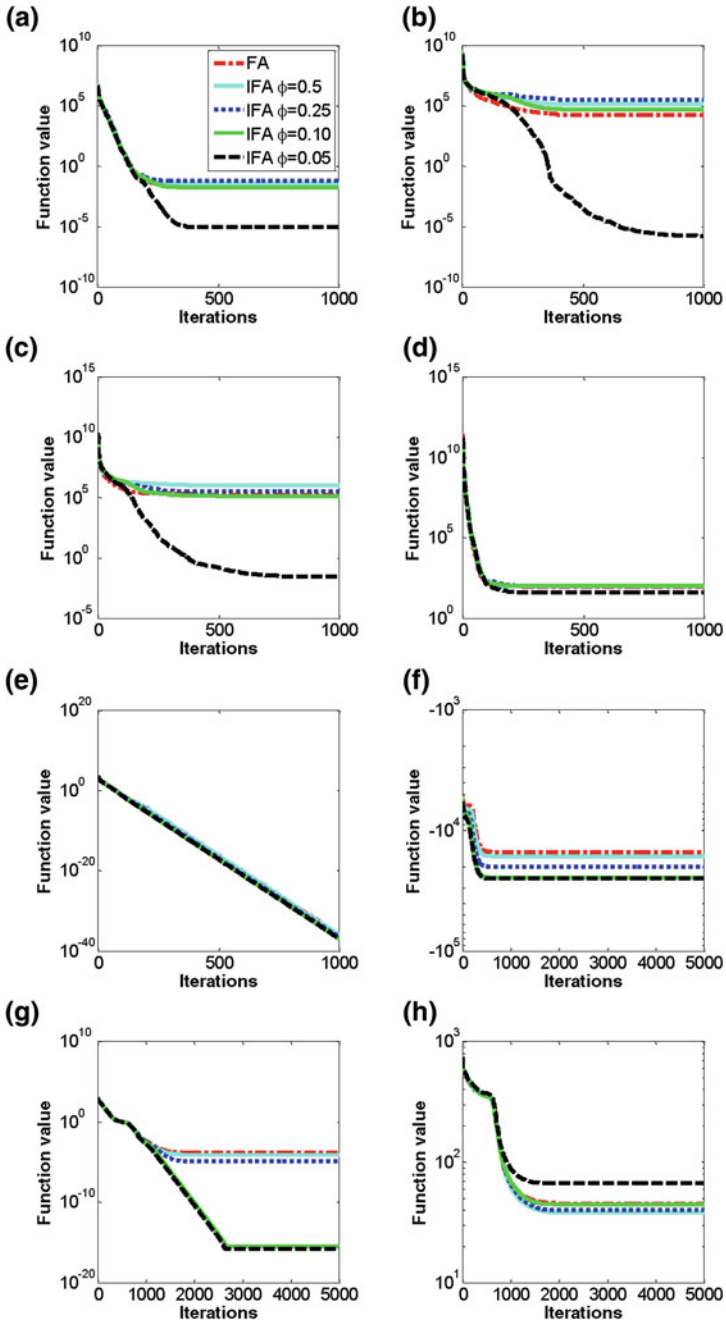 (a)
10^10
10^5
10^0
10^-5
10^-10
Function value
0 500 1000
Iterations
FA
IFA ϕ=0.5
IFA ϕ=0.25
IFA ϕ=0.10
IFA ϕ=0.05
(b)
10^10
10^5
10^0
10^-5
10^-10
Function value
0 500 1000
Iterations
(c)
10^15
10^10
10^5
10^0
10^-5
Function value
0 500 1000
Iterations
(d)
10^15
10^10
10^5
10^0
Function value
0 500 1000
Iterations
(e)
10^20
10^0
10^-20
10^-40
Function value
0 500 1000
Iterations
(f)
-10^3
-10^4
-10^5
Function value
0 1000 2000 3000 4000 5000
Iterations
(g)
10^10
10^0
10^-10
10^-20
Function value
0 1000 2000 3000 4000 5000
Iterations
(h)
10^3
10^2
10^1
Function value
0 1000 2000 3000 4000 5000
Iterations